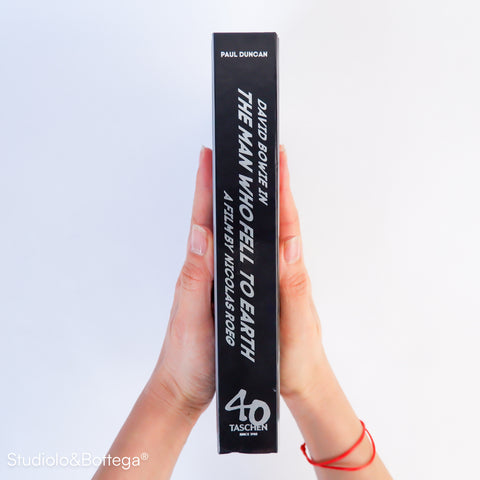 PAUL DUNCAN
DAVID BOWIE IN
THE MAN WHO FELL TO EARTH
A FILM BY NICOLAS ROEG
40
TASCHEN
SINCE 1980
Studiolo&Bottega®